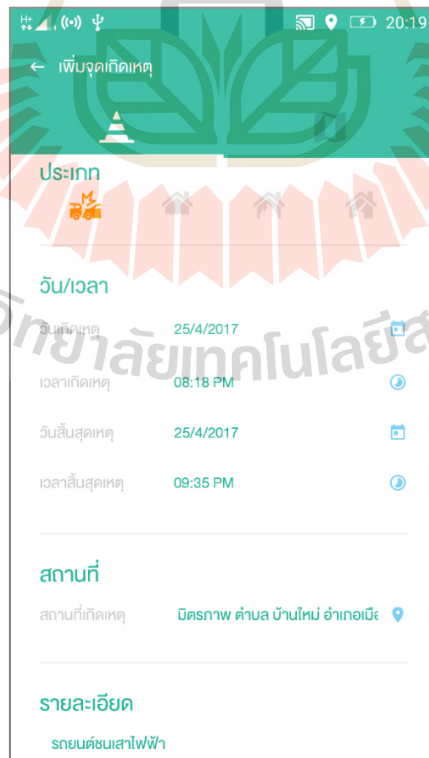 20:19
← เพิ่มจุดเกิดเหตุ
ประเภท
วัน/เวลา
วันเกิดเหตุ 25/4/2017
เวลาเกิดเหตุ 08:18 PM
วันสิ้นสุดเหตุ 25/4/2017
เวลาสิ้นสุดเหตุ 09:35 PM
สถานที่
สถานที่เกิดเหตุ มิตรภาพ ตำบล บ้านใหม่ อำเภอเมือ
รายละเอียด
รถยนต์ชนเสาไฟฟ้า